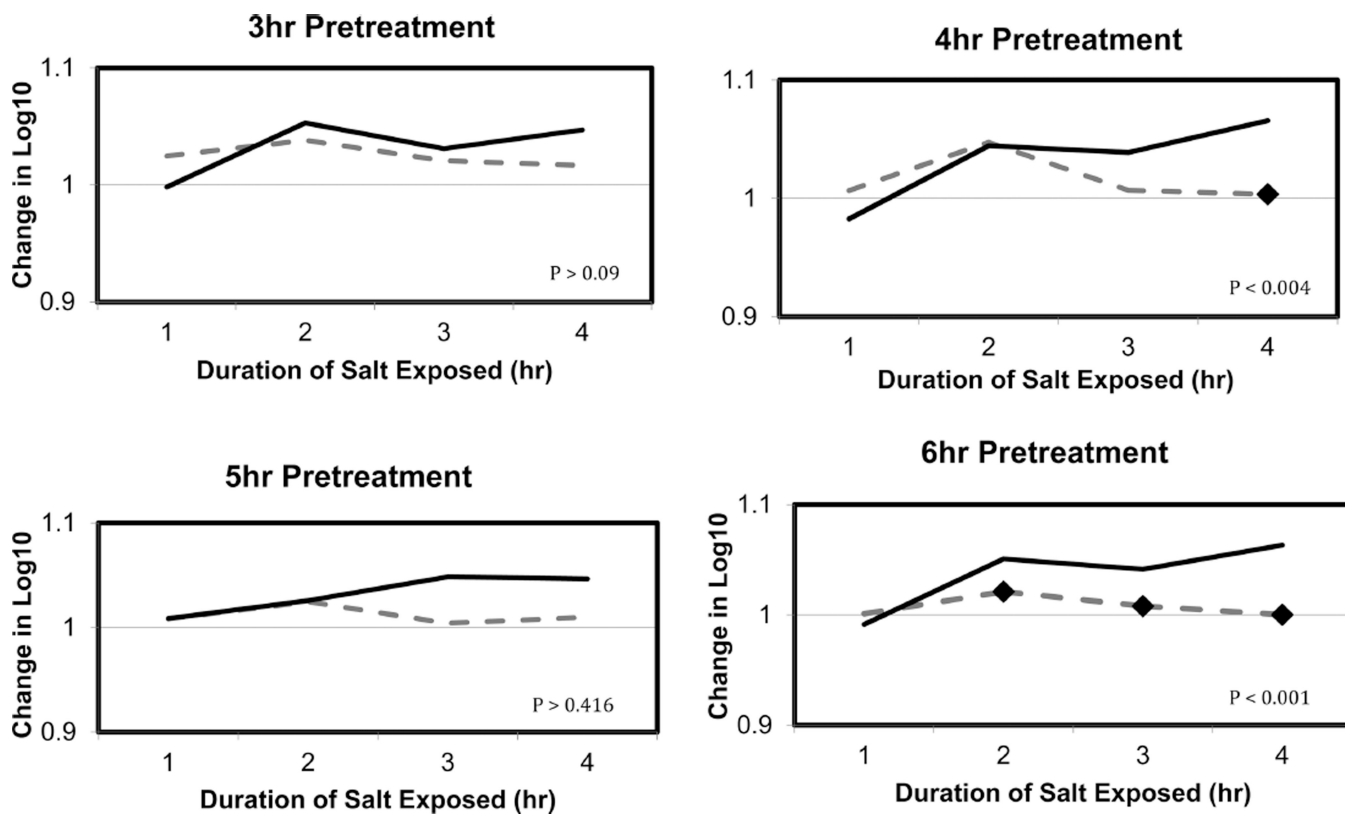 3hr Pretreatment
Change in Log10
1.1
1
0.9
P > 0.09
1 2 3 4
Duration of Salt Exposed (hr)
4hr Pretreatment
1.1
1
0.9
P < 0.004
1 2 3 4
Duration of Salt Exposed (hr)
5hr Pretreatment
Change in Log10
1.1
1
0.9
P > 0.416
1 2 3 4
Duration of Salt Exposed (hr)
6hr Pretreatment
Change in Log10
1.1
1
0.9
P < 0.001
1 2 3 4
Duration of Salt Exposed (hr)